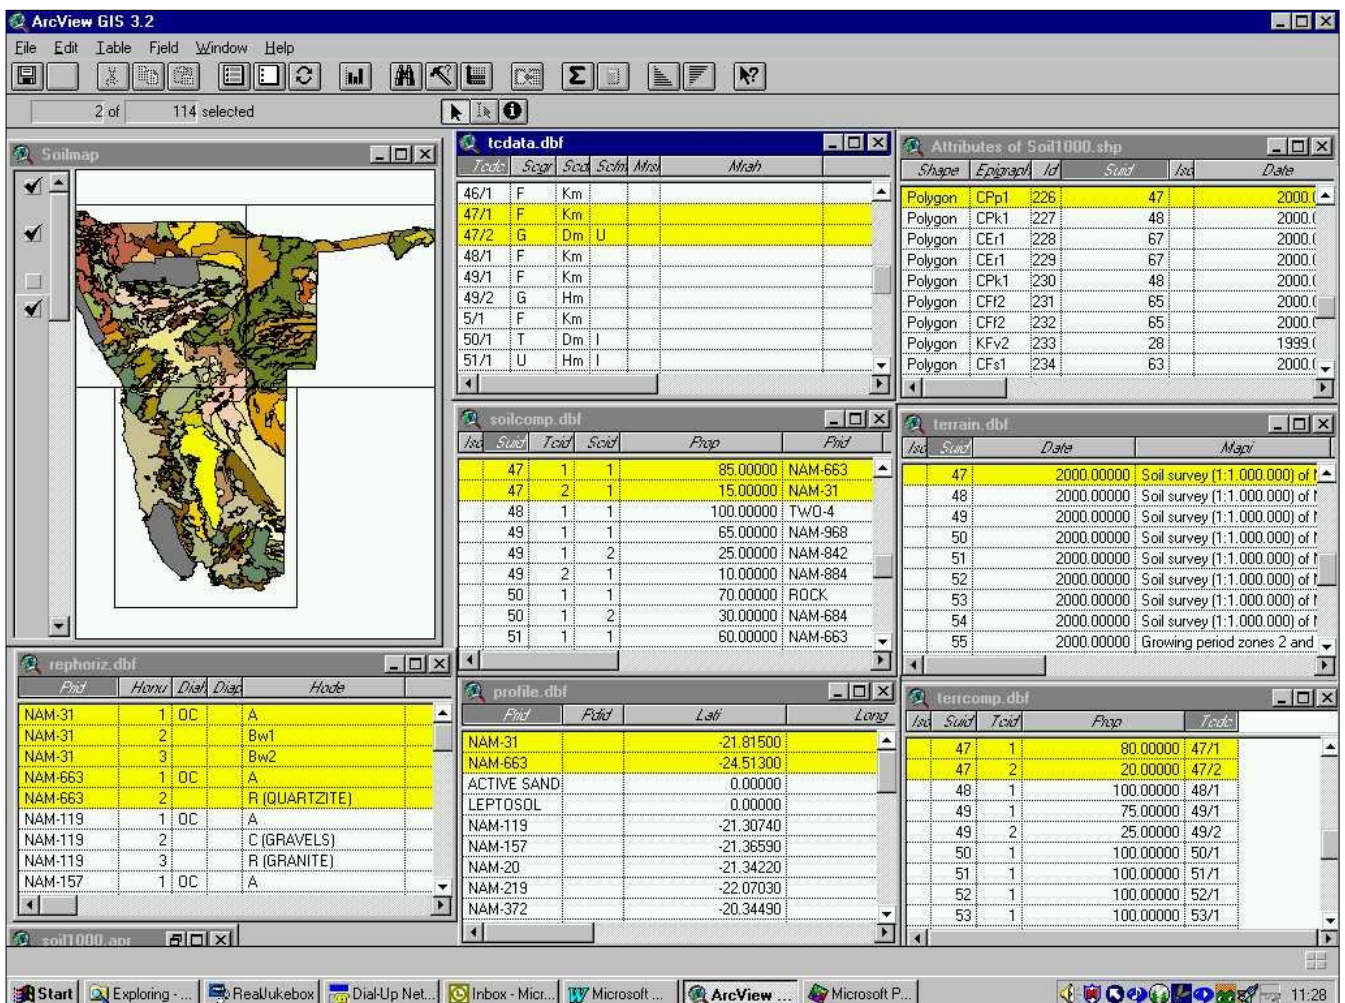 ArcView GIS 3.2
File Edit Table Field Window Help
2 of 114 selected
Soilmap
tcdata.dbf
Tcdc Scgr Scd Scfm Mrsl Mrah
46/1 F Km
47/1 F Km
47/2 G Dm U
48/1 F Km
49/1 F Km
49/2 G Hm
5/1 F Km
50/1 T Dm I
51/1 U Hm I
Attributes of Soil1000.shp
Shape Epigraph Id Suid Iso Date
Polygon CPp1 226 47 2000.(
Polygon CPk1 227 48 2000.(
Polygon CEr1 228 67 2000.(
Polygon CEr1 229 67 2000.(
Polygon CPk1 230 48 2000.(
Polygon CFf2 231 65 2000.(
Polygon CFf2 232 65 2000.(
Polygon KFv2 233 28 1999.(
Polygon CFs1 234 63 2000.(
soilcomp.dbf
Iso Suid Tcid Scid Prop Prid
47 1 1 85.00000 NAM-663
47 2 1 15.00000 NAM-31
48 1 1 100.00000 TWO-4
49 1 1 65.00000 NAM-968
49 1 2 25.00000 NAM-842
49 2 1 10.00000 NAM-884
50 1 1 70.00000 ROCK
50 1 2 30.00000 NAM-684
51 1 1 60.00000 NAM-663
terrain.dbf
Iso Suid Date Mapi
47 2000.00000 Soil survey (1:1.000.000) of
48 2000.00000 Soil survey (1:1.000.000) of
49 2000.00000 Soil survey (1:1.000.000) of
50 2000.00000 Soil survey (1:1.000.000) of
51 2000.00000 Soil survey (1:1.000.000) of
52 2000.00000 Soil survey (1:1.000.000) of
53 2000.00000 Soil survey (1:1.000.000) of
54 2000.00000 Soil survey (1:1.000.000) of
55 2000.00000 Growing period zones 2 and
rephoriz.dbf
Prid Honu Diah Diap Hode
NAM-31 1 OC A
NAM-31 2 Bw1
NAM-31 3 Bw2
NAM-663 1 OC A
NAM-663 2 R (QUARTZITE)
NAM-119 1 OC A
NAM-119 2 C (GRAVELS)
NAM-119 3 R (GRANITE)
NAM-157 1 OC A
profile.dbf
Prid Pdid Lati Long
NAM-31 -21.81500
NAM-663 -24.51300
ACTIVE SAND 0.00000
LEPTOSOL 0.00000
NAM-119 -21.30740
NAM-157 -21.36590
NAM-20 -21.34220
NAM-219 -22.07030
NAM-372 -20.34490
terrcomp.dbf
Iso Suid Tcid Prop Tcdc
47 1 80.00000 47/1
47 2 20.00000 47/2
48 1 100.00000 48/1
49 1 75.00000 49/1
49 2 25.00000 49/2
50 1 100.00000 50/1
51 1 100.00000 51/1
52 1 100.00000 52/1
53 1 100.00000 53/1
soil1000.apr
Start Exploring - ... RealJukebox Dial-Up Net... Inbox - Micr... Microsoft ... ArcView ... Microsoft P... 11:28